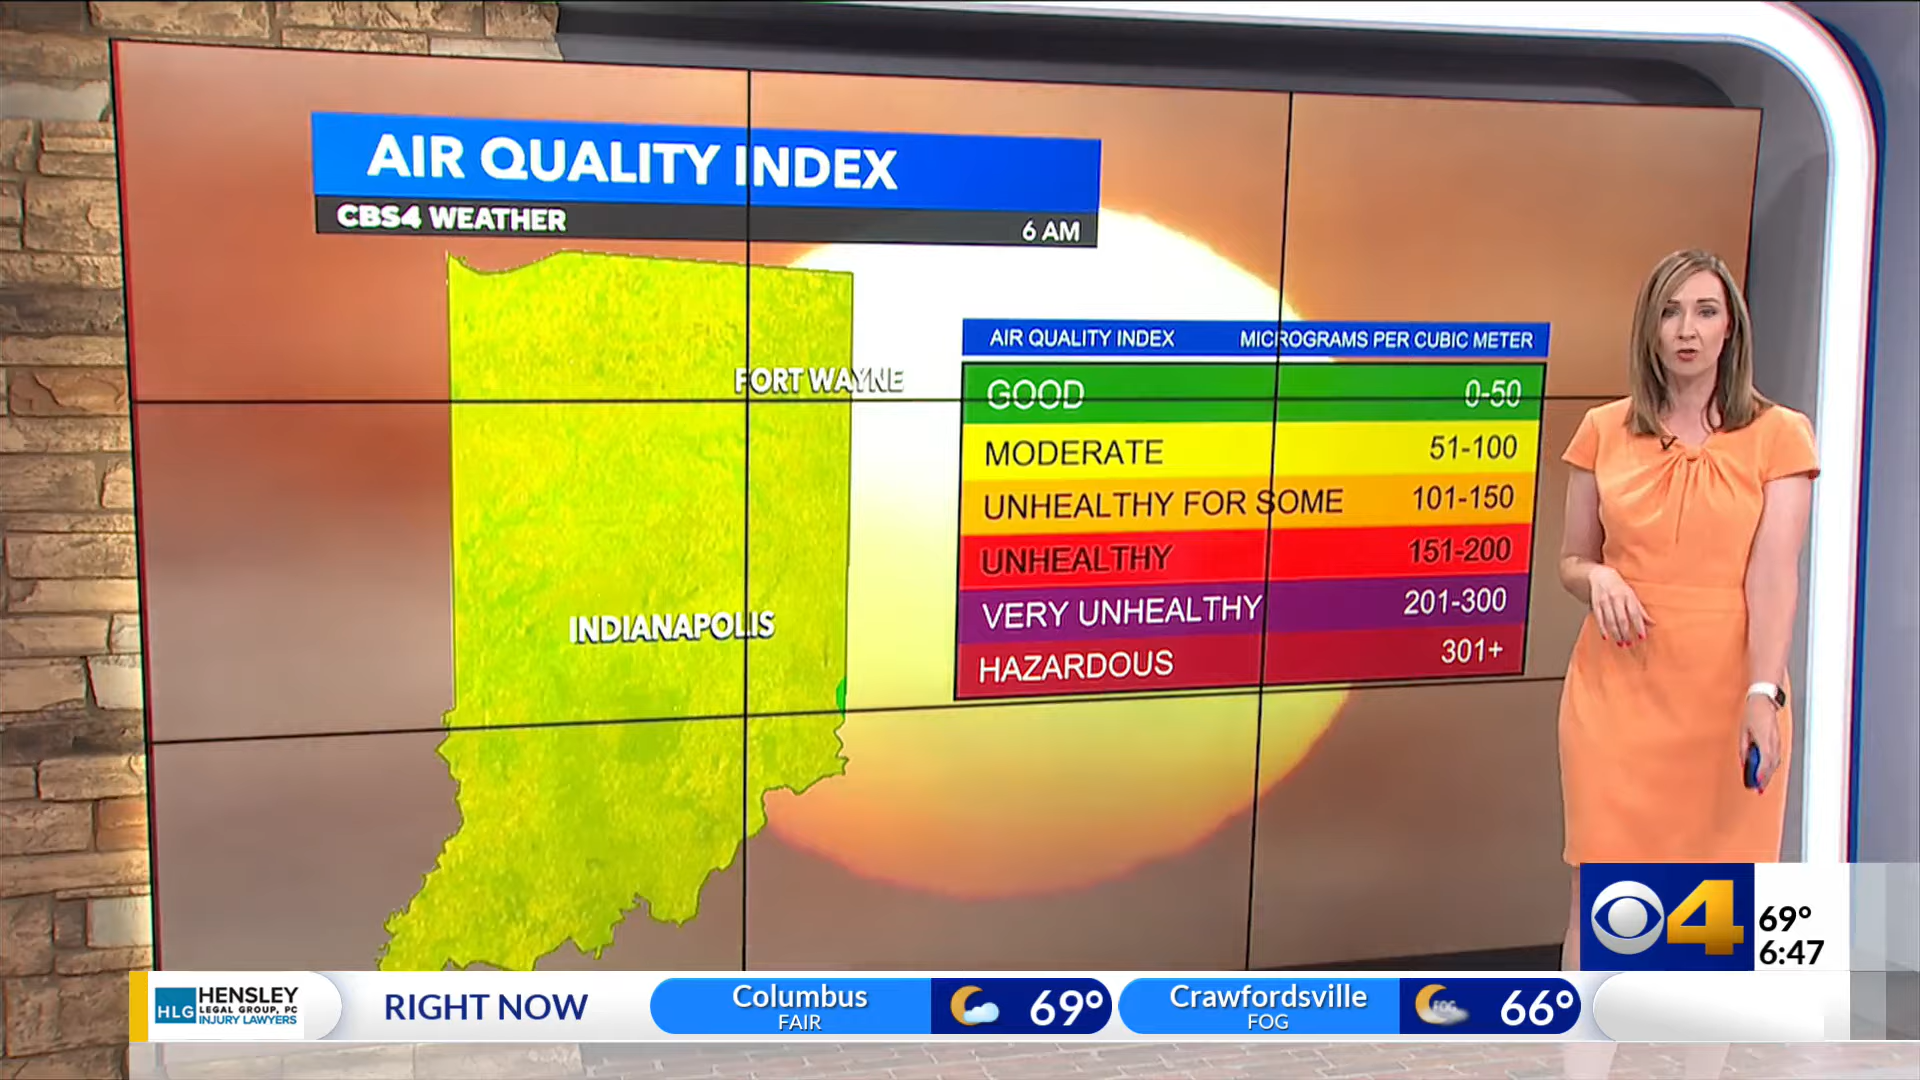 AIR QUALITY INDEX
CBS4 WEATHER 6 AM
FORT WAYNE
INDIANAPOLIS
AIR QUALITY INDEX MICROGRAMS PER CUBIC METER
GOOD 0-50
MODERATE 51-100
UNHEALTHY FOR SOME 101-150
UNHEALTHY 151-200
VERY UNHEALTHY 201-300
HAZARDOUS 301+
4 69°
6:47
HLG HENSLEY
LEGAL GROUP, PC
INJURY LAWYERS
RIGHT NOW
Columbus
FAIR
69°
Crawfordsville
FOG
FOG
66°